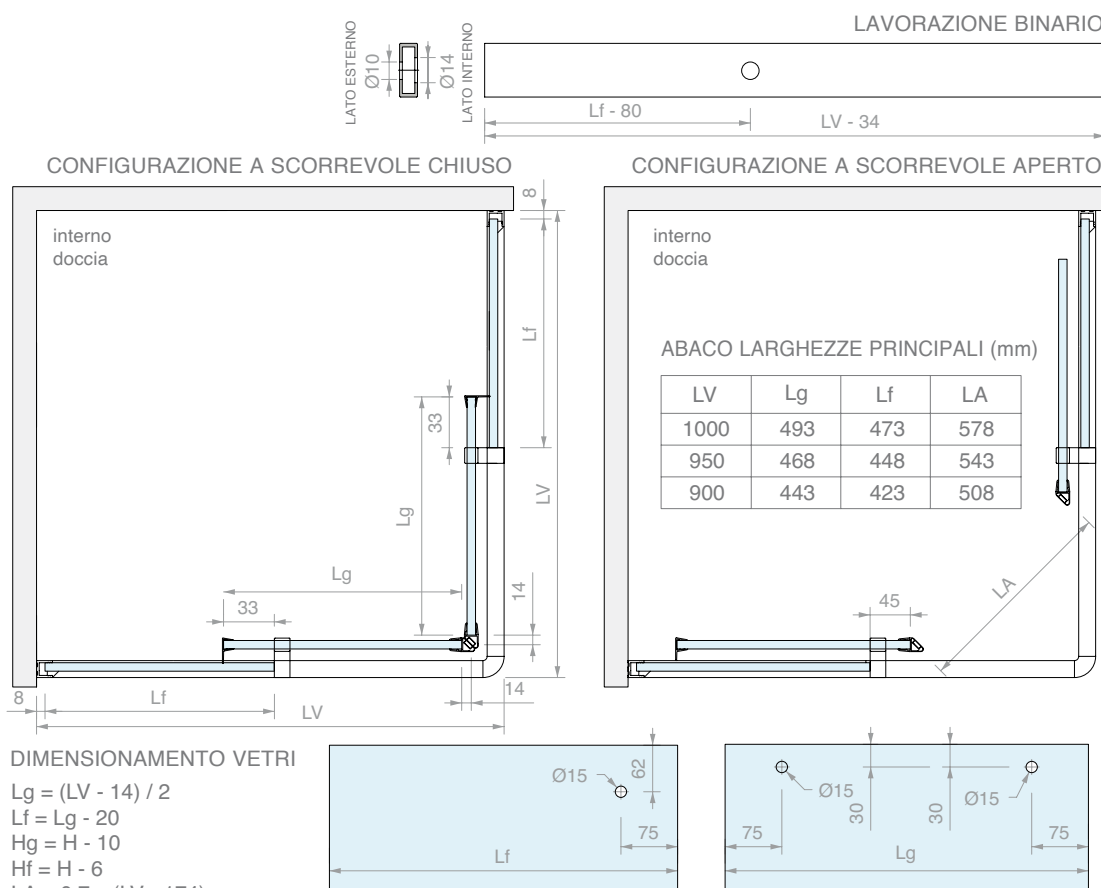 LAVORAZIONE BINARIO
LATO ESTERNO
Ø10
Ø14
LATO INTERNO
Lf - 80
LV - 34
CONFIGURAZIONE A SCORREVOLE CHIUSO
interno
doccia
8
Lf
33
LV
Lg
Lg
33
14
14
8
Lf
LV
CONFIGURAZIONE A SCORREVOLE APERTO
interno
doccia
ABACO LARGHEZZE PRINCIPALI (mm)
LV Lg Lf LA
1000 493 473 578
950 468 448 543
900 443 423 508
LA
45
DIMENSIONAMENTO VETRI
Lg = (LV - 14) / 2
Lf = Lg - 20
Hg = H - 10
Hf = H - 6
Ø15
62
75
Lf
Ø15
30
30
Ø15
75
75
Lg